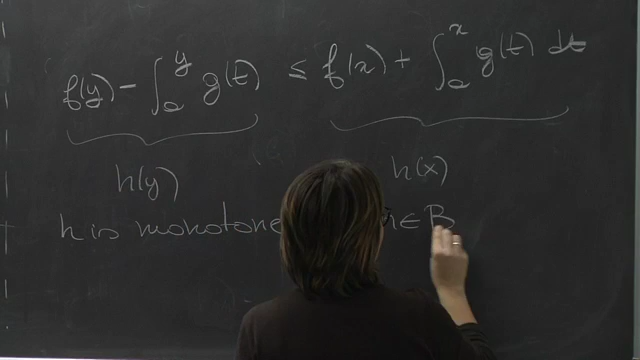 f(y) - ∫_a^y g(t) ≤ f(x) + ∫_a^x g(t) dt
h(y) h(x)
h is monotone ∈ B